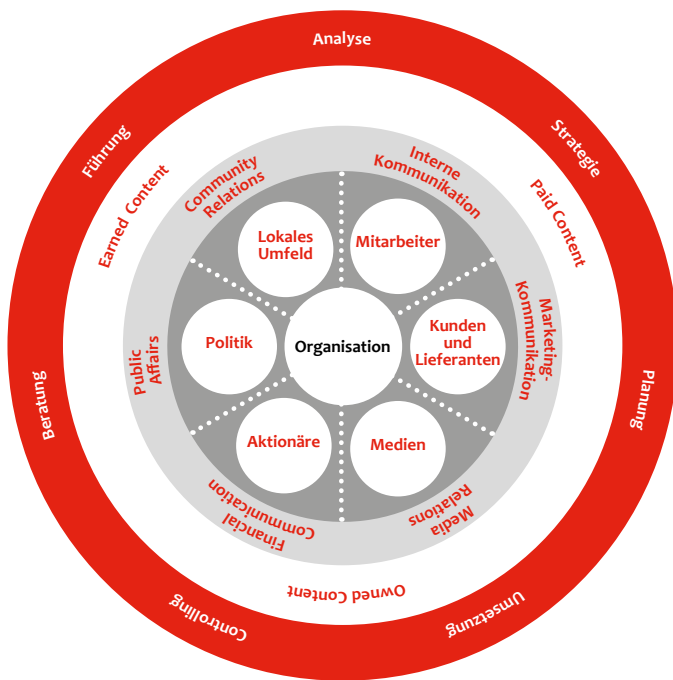 Analyse
Strategie
Planung
Umsetzung
Controlling
Beratung
Führung
Earned Content
Paid Content
Owned Content
Community
Relations
Interne
Kommunikation
Marketing-
Kommunikation
Media
Relations
Financial
Communication
Public
Affairs
Lokales
Umfeld
Mitarbeiter
Kunden
und
Lieferanten
Medien
Aktionäre
Politik
Organisation